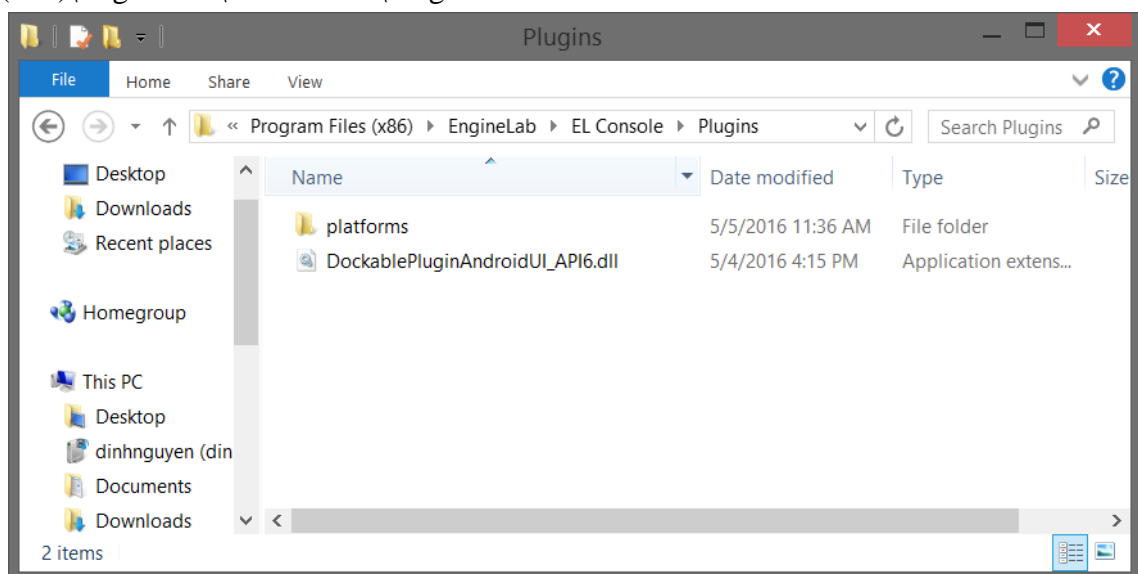 Plugins
File Home Share View
« Program Files (x86) EngineLab EL Console Plugins Search Plugins
Name Date modified Type Size
Desktop
Downloads
Recent places
Homegroup
This PC
Desktop
dinhnguyen (din
Documents
Downloads
platforms 5/5/2016 11:36 AM File folder
DockablePluginAndroidUI_API6.dll 5/4/2016 4:15 PM Application extens...
2 items